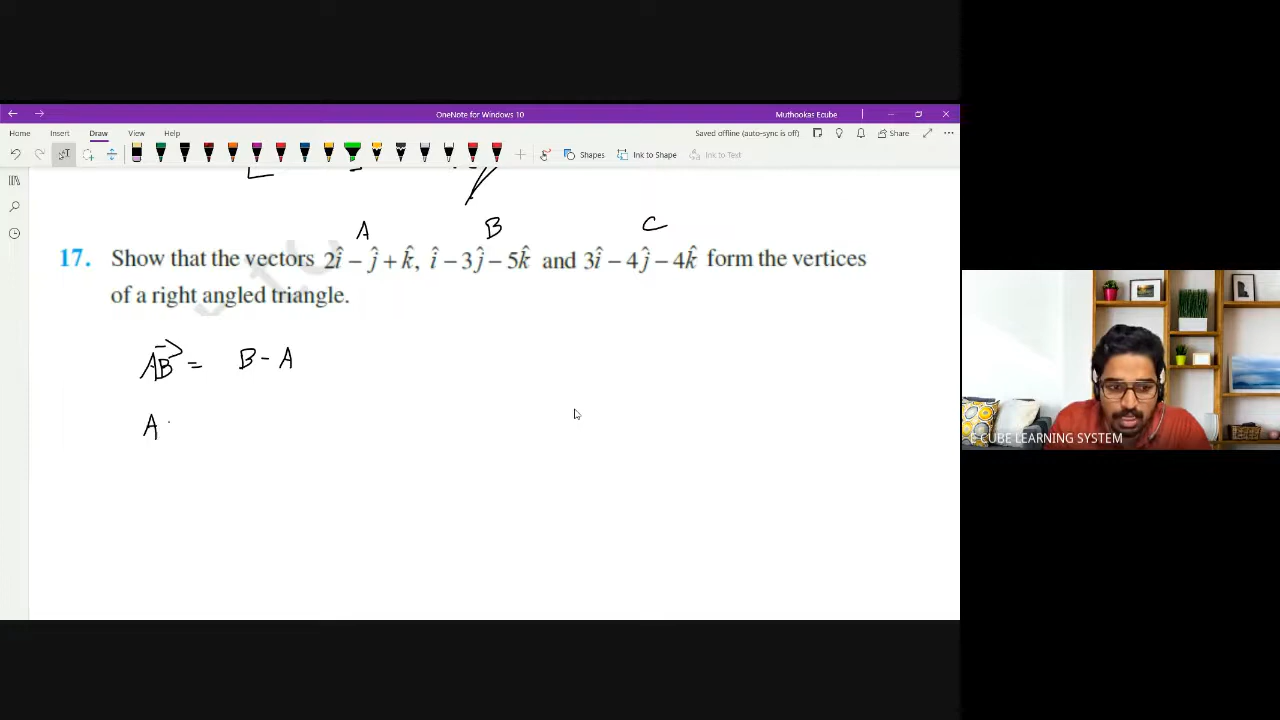 OneNote for Windows 10
Muthookas Ecube
Home Insert Draw View Help
Saved offline (auto-sync is off)
Share
Shapes
Ink to Shape
Ink to Text
A B C
17. Show that the vectors 2î − ĵ + k̂, î − 3ĵ − 5k̂ and 3î − 4ĵ − 4k̂ form the vertices
of a right angled triangle.
AB⃗ = B - A
A
E CUBE LEARNING SYSTEM